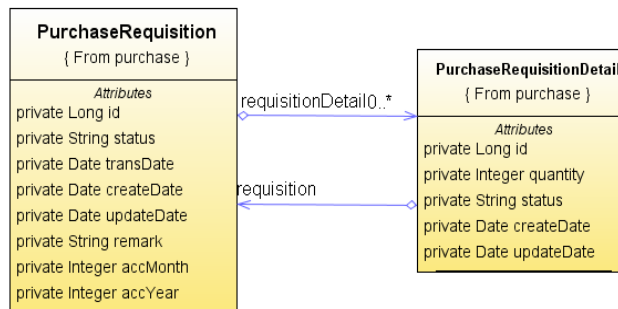 PurchaseRequisition
{ From purchase }
Attributes
private Long id
private String status
private Date transDate
private Date createDate
private Date updateDate
private String remark
private Integer accMonth
private Integer accYear
requisitionDetail0..*
requisition
PurchaseRequisitionDetail
{ From purchase }
Attributes
private Long id
private Integer quantity
private String status
private Date createDate
private Date updateDate